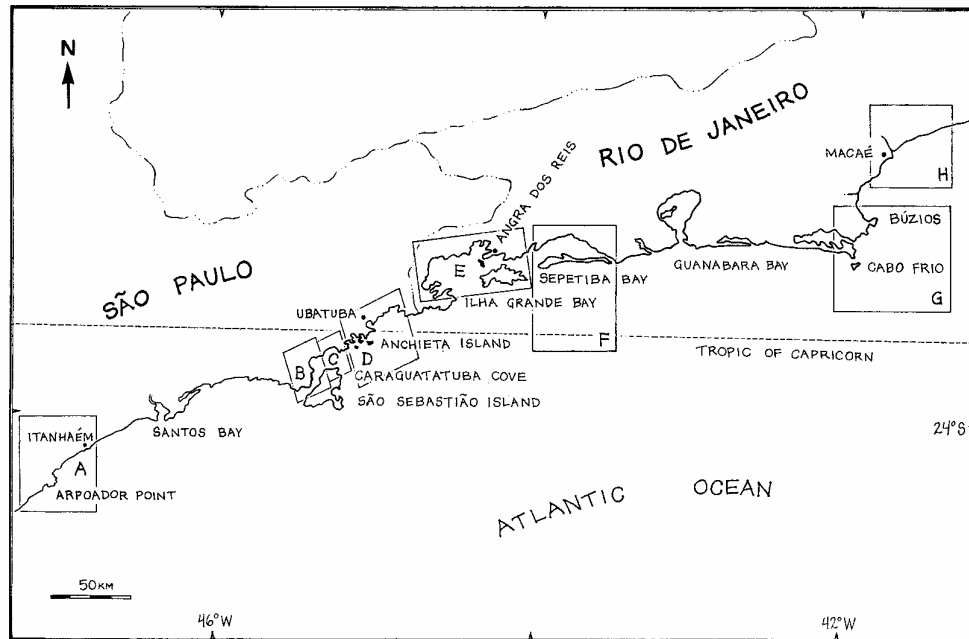 N
RIO DE JANEIRO
MACAÉ
H
ANGRA DOS REIS
BÚZIOS
E
SEPETIBA BAY
GUANABARA BAY
CABO FRIO
SÃO PAULO
ILHA GRANDE BAY
G
UBATUBA
F
ANCHIETA ISLAND
TROPIC OF CAPRICORN
B
C
D
CARAGUATATUBA COVE
SÃO SEBASTIÃO ISLAND
SANTOS BAY
24°S
ITANHAÉM
A
ARPOADOR POINT
ATLANTIC OCEAN
50KM
46°W
42°W